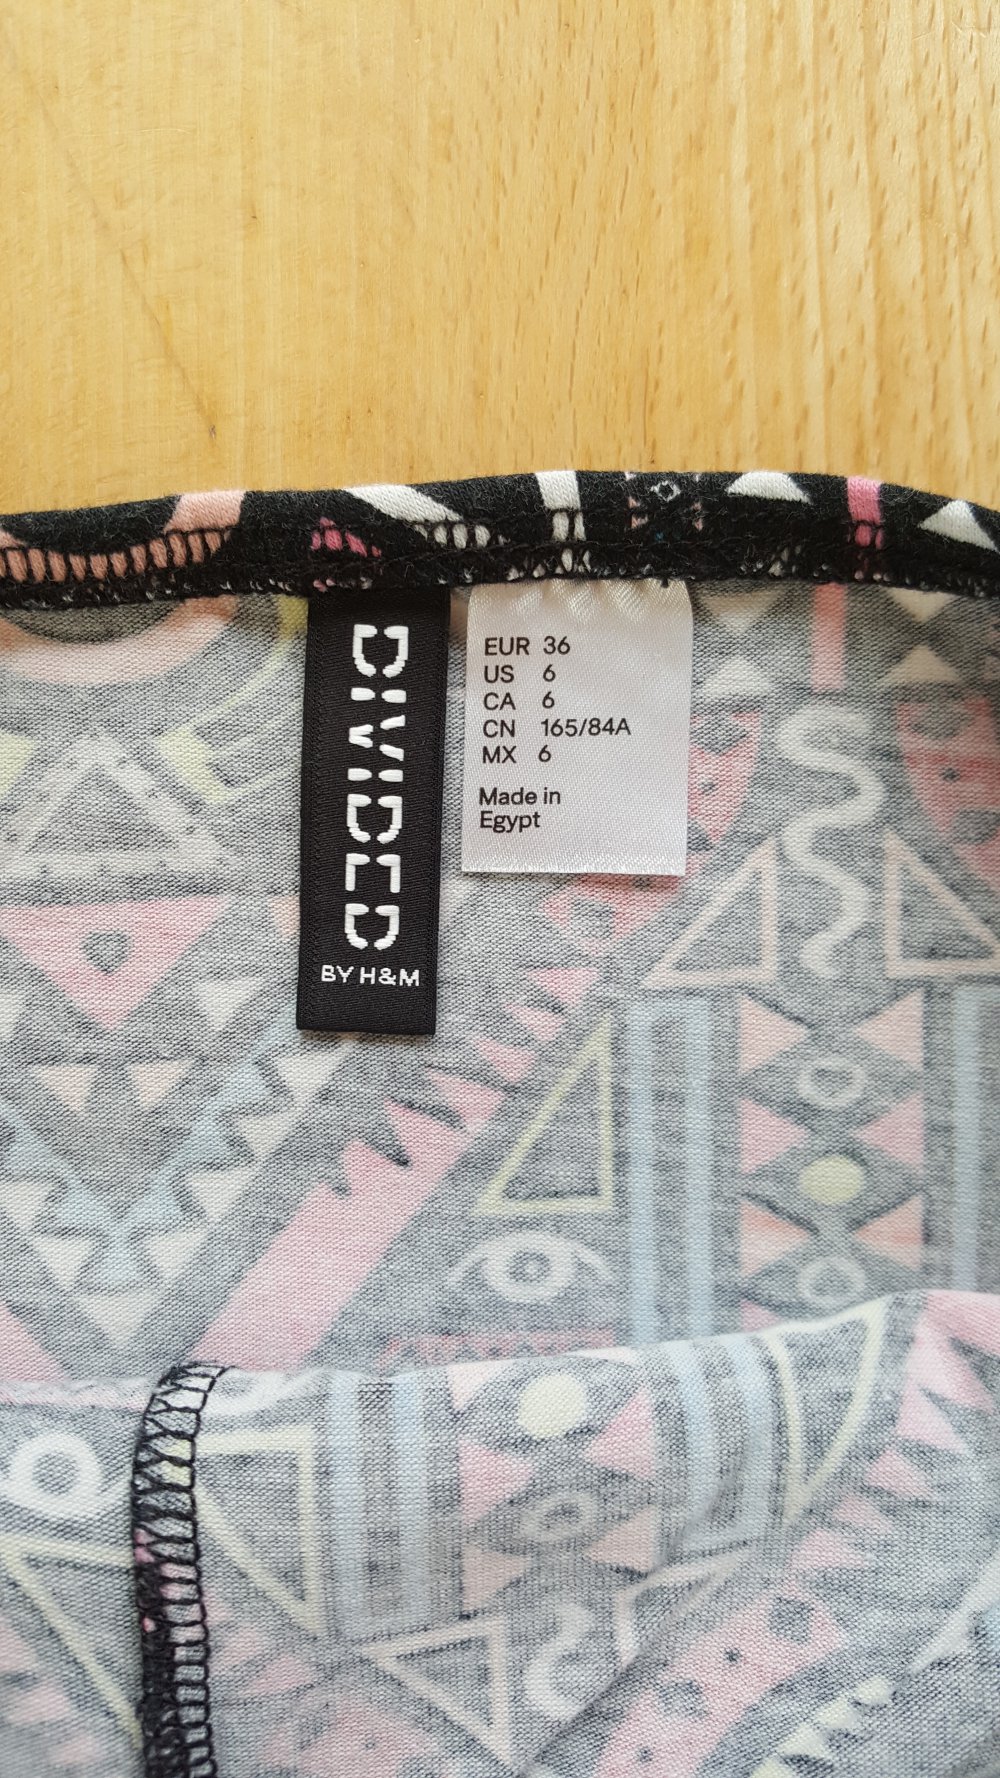 DIVIDED
BY H&M
EUR 36
US 6
CA 6
CN 165/84A
MX 6
Made in
Egypt